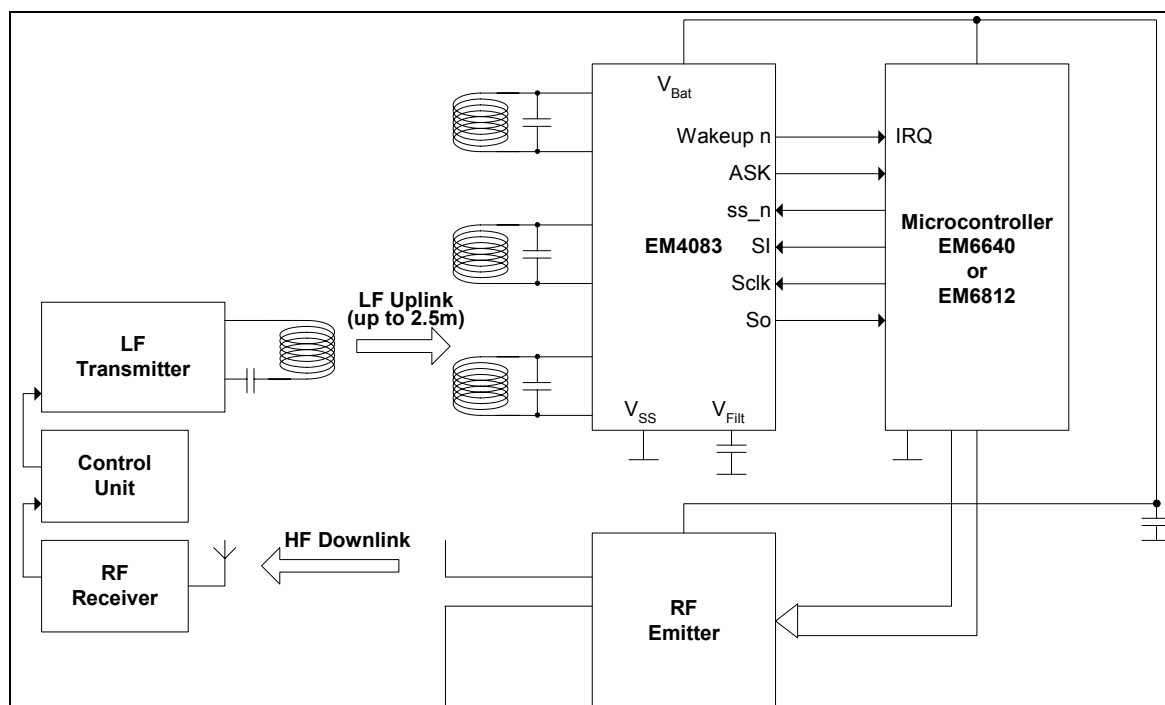 V_Bat
Wakeup n
ASK
ss_n
EM4083
SI
Sclk
So
V_SS
V_Filt
IRQ
Microcontroller
EM6640
or
EM6812
LF Uplink
(up to 2.5m)
LF
Transmitter
Control
Unit
HF Downlink
RF
Receiver
RF
Emitter